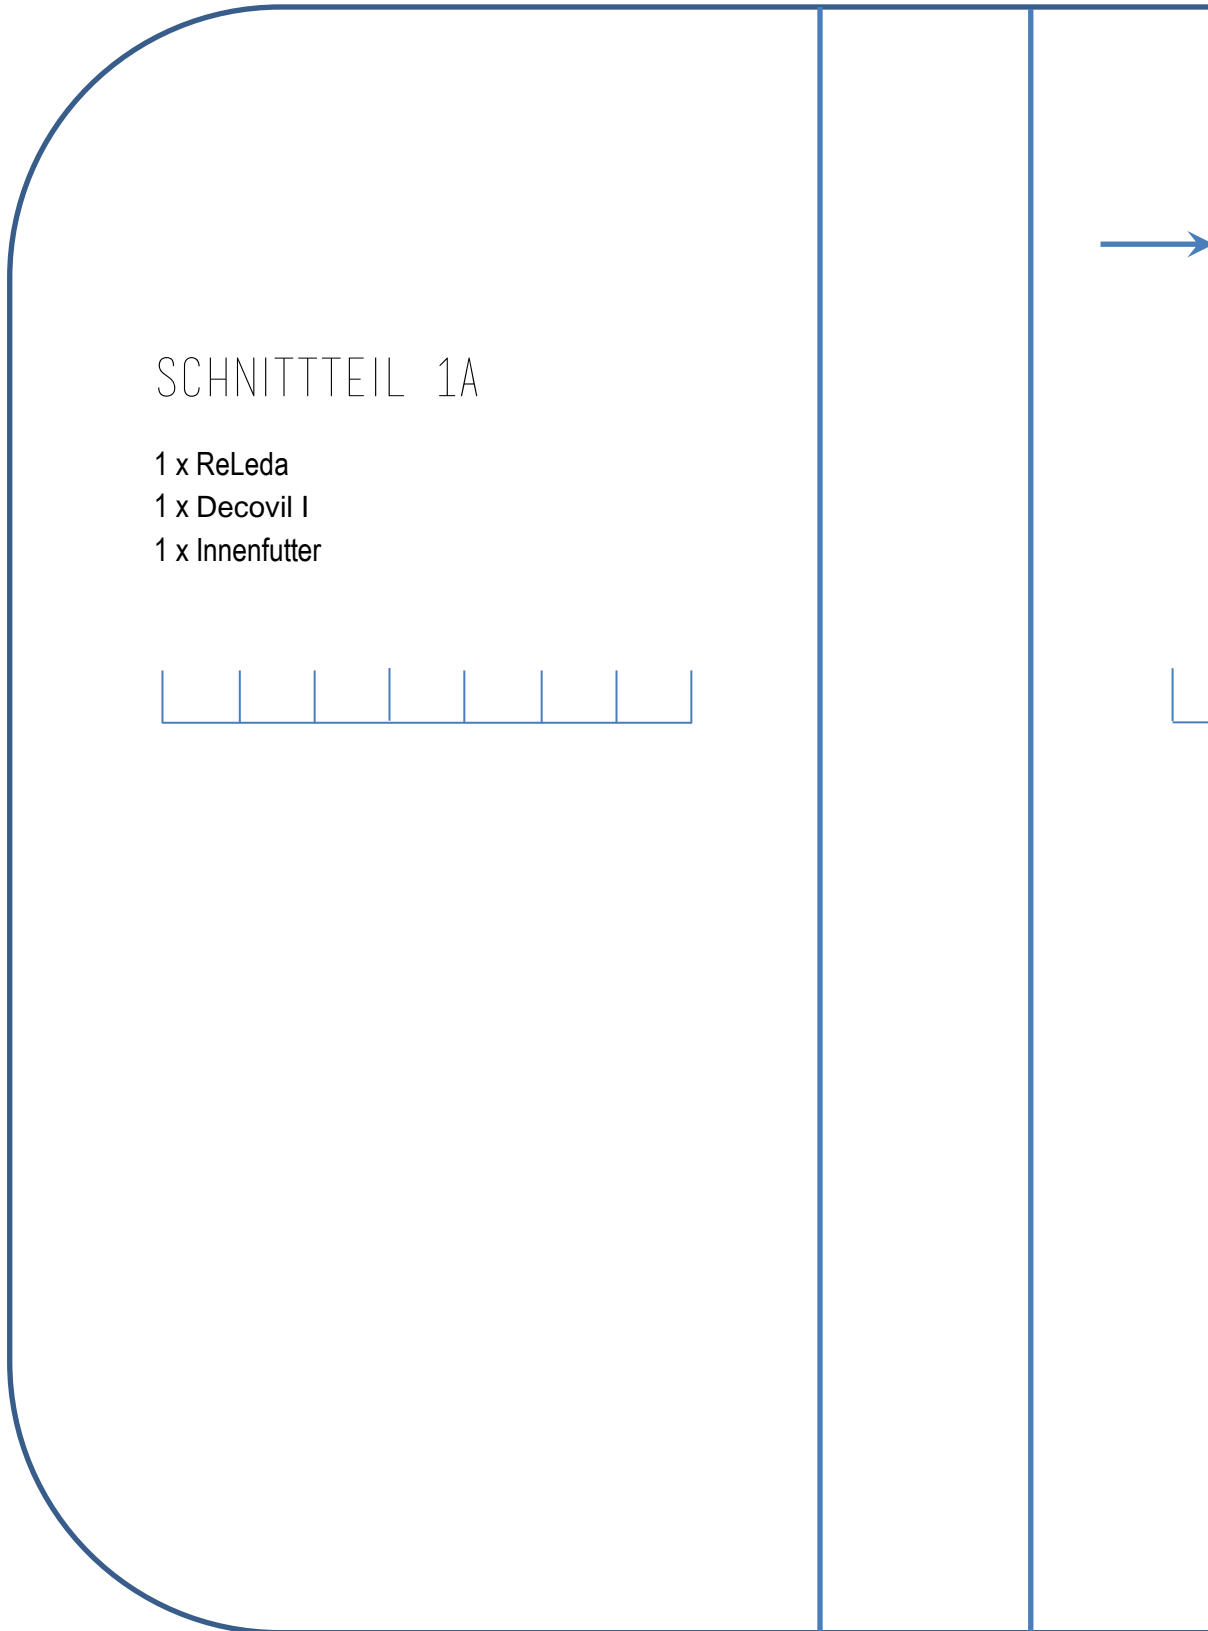 SCHNITTTEIL 1A
1 x ReLeda
1 x Decovil I
1 x Innenfutter